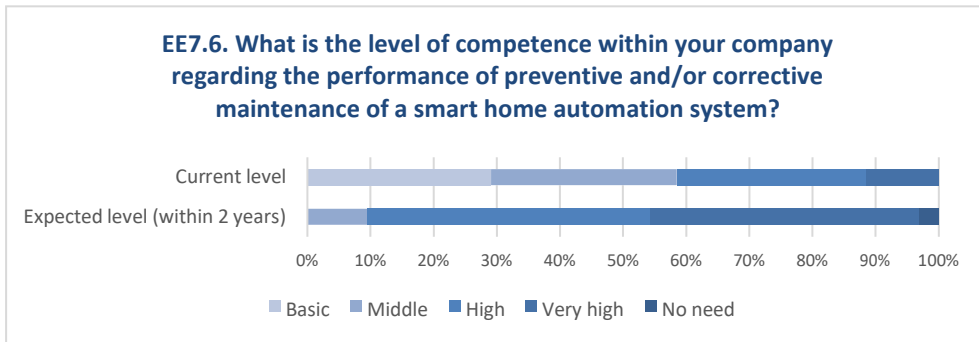 EE7.6. What is the level of competence within your company
regarding the performance of preventive and/or corrective
maintenance of a smart home automation system?
Current level
Expected level (within 2 years)
0% 10% 20% 30% 40% 50% 60% 70% 80% 90% 100%
Basic Middle High Very high No need